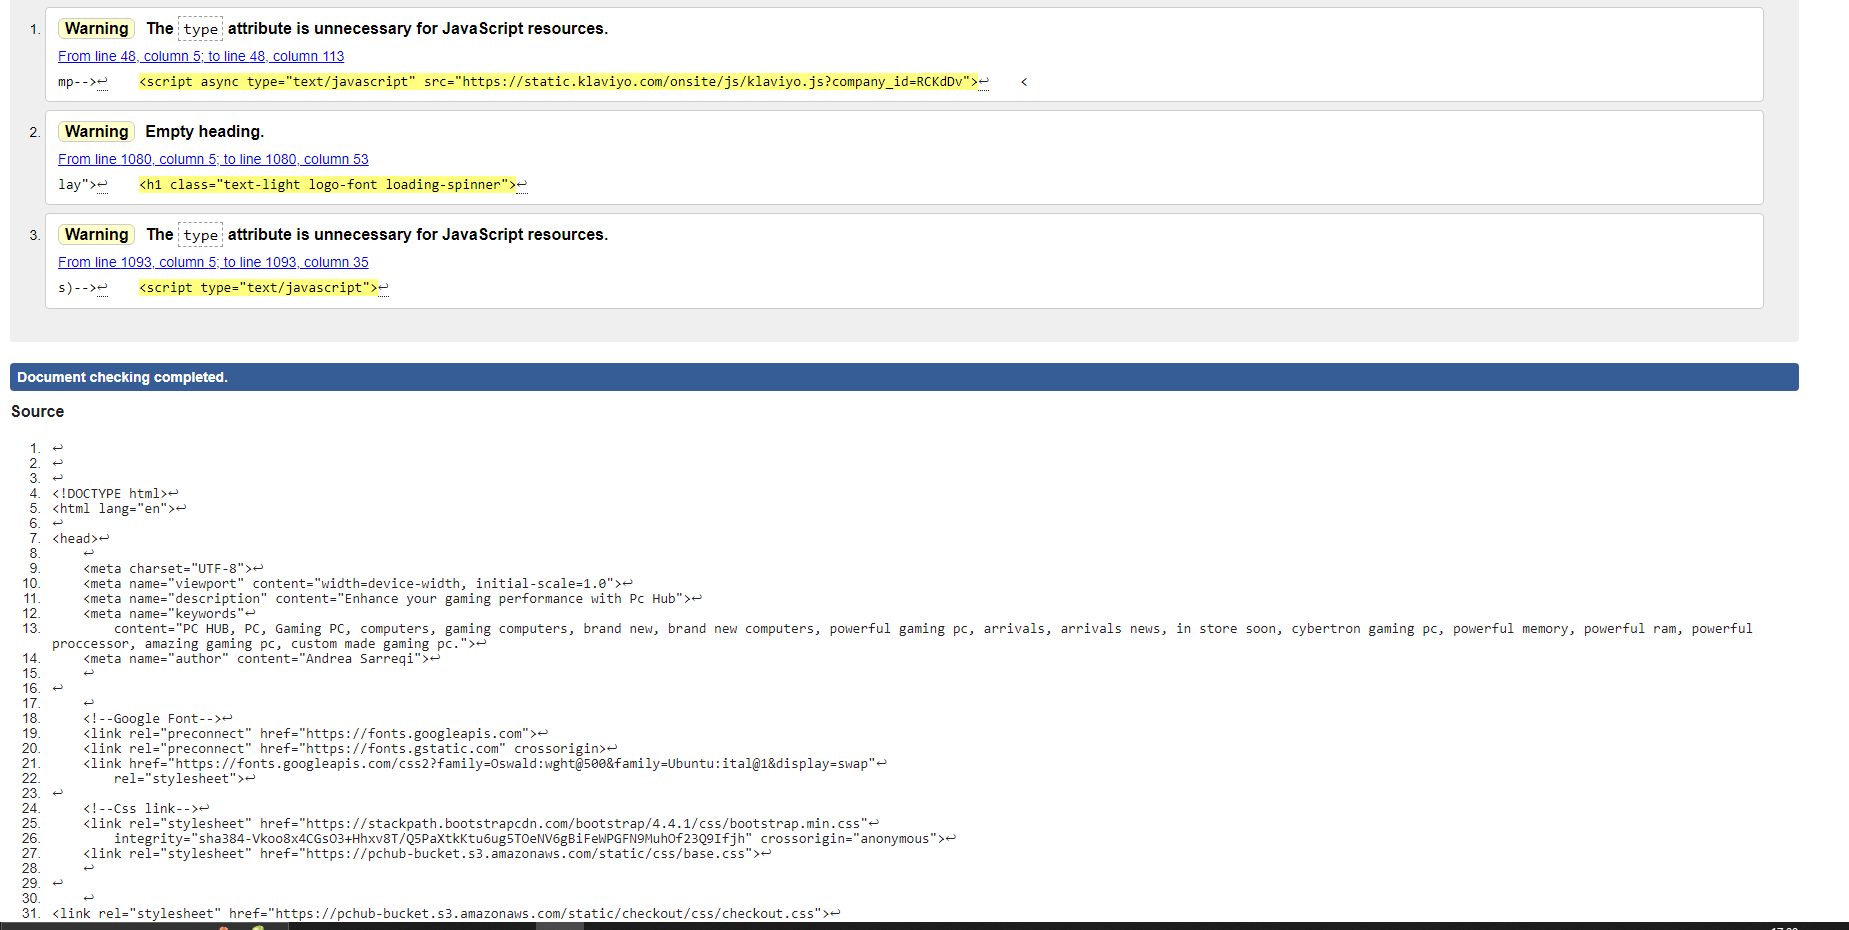 1. Warning The type attribute is unnecessary for JavaScript resources.
From line 48, column 5; to line 48, column 113
mp-->↩    <script async type="text/javascript" src="https://static.klaviyo.com/onsite/js/klaviyo.js?company_id=RCKdDv">↩    <
2. Warning Empty heading.
From line 1080, column 5; to line 1080, column 53
lay">↩    <h1 class="text-light logo-font loading-spinner">↩
3. Warning The type attribute is unnecessary for JavaScript resources.
From line 1093, column 5; to line 1093, column 35
s)-->↩    <script type="text/javascript">↩
Document checking completed.
Source
1. ↩
2. ↩
3. ↩
4. <!DOCTYPE html>↩
5. <html lang="en">↩
6. ↩
7. <head>↩
8.     ↩
9.     <meta charset="UTF-8">↩
10.     <meta name="viewport" content="width=device-width, initial-scale=1.0">↩
11.     <meta name="description" content="Enhance your gaming performance with Pc Hub">↩
12.     <meta name="keywords"↩
13.         content="PC HUB, PC, Gaming PC, computers, gaming computers, brand new, brand new computers, powerful gaming pc, arrivals, arrivals news, in store soon, cybertron gaming pc, powerful memory, powerful ram, powerful
proccessor, amazing gaming pc, custom made gaming pc.">↩
14.     <meta name="author" content="Andrea Sarreqi">↩
15.     ↩
16. ↩
17.     ↩
18.     <!--Google Font-->↩
19.     <link rel="preconnect" href="https://fonts.googleapis.com">↩
20.     <link rel="preconnect" href="https://fonts.gstatic.com" crossorigin>↩
21.     <link href="https://fonts.googleapis.com/css2?family=Oswald:wght@500&family=Ubuntu:ital@1&display=swap"↩
22.         rel="stylesheet">↩
23. ↩
24.     <!--Css link-->↩
25.     <link rel="stylesheet" href="https://stackpath.bootstrapcdn.com/bootstrap/4.4.1/css/bootstrap.min.css"↩
26.         integrity="sha384-Vkoo8x4CGsO3+Hhxv8T/Q5PaXtkKtu6ug5TOeNV6gBiFeWPGFN9MuhOf23Q9Ifjh" crossorigin="anonymous">↩
27.     <link rel="stylesheet" href="https://pchub-bucket.s3.amazonaws.com/static/css/base.css">↩
28.     ↩
29. ↩
30.     ↩
31. <link rel="stylesheet" href="https://pchub-bucket.s3.amazonaws.com/static/checkout/css/checkout.css">↩